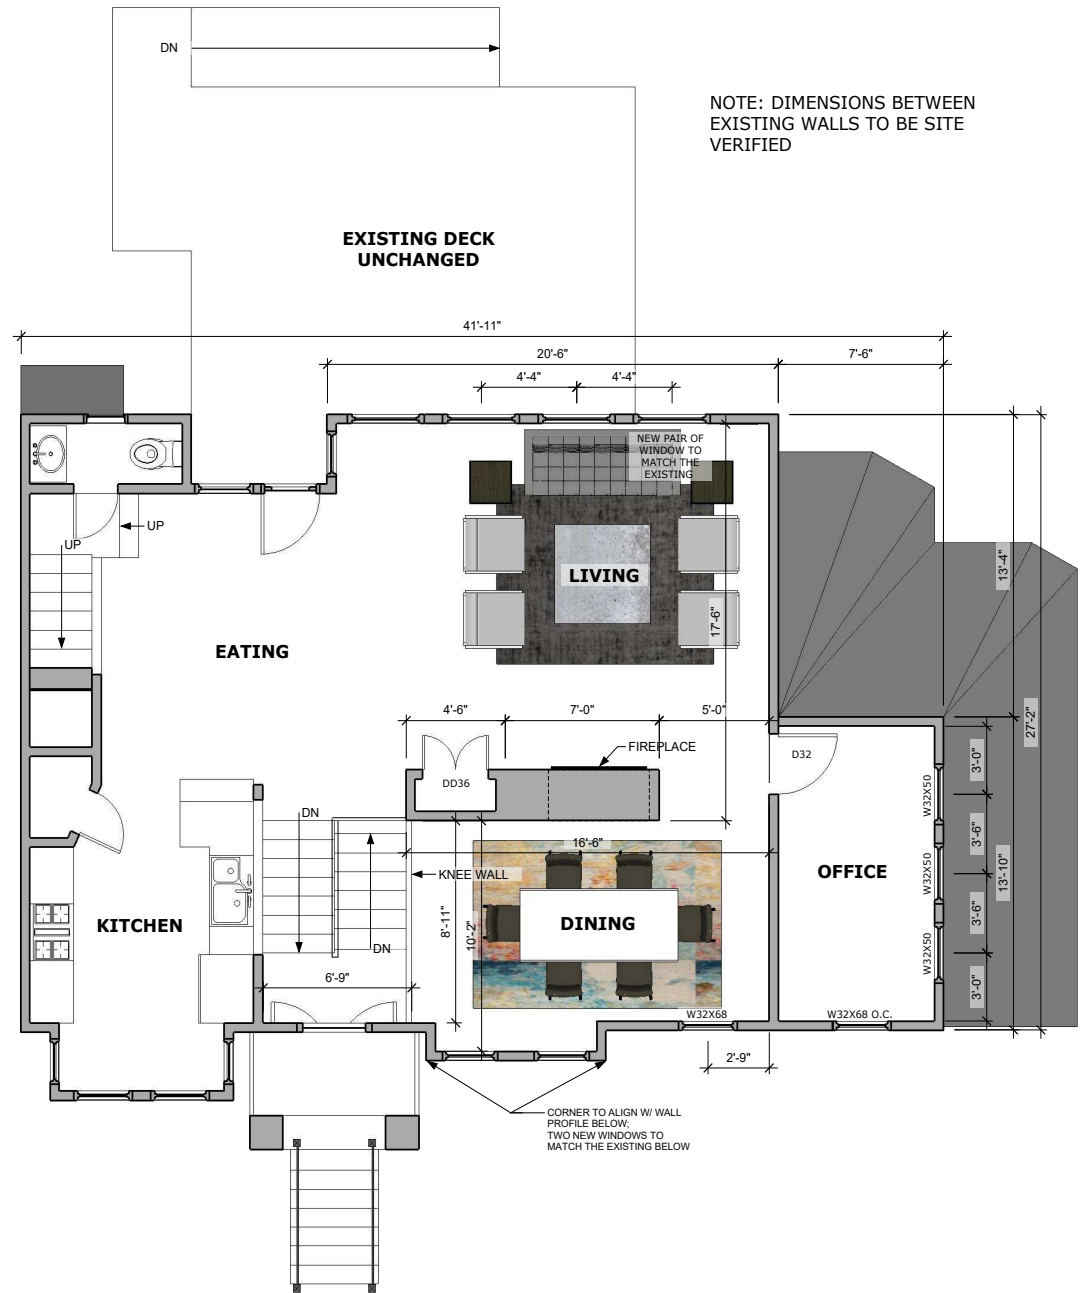 DN
NOTE: DIMENSIONS BETWEEN
EXISTING WALLS TO BE SITE
VERIFIED
EXISTING DECK
UNCHANGED
41'-11"
20'-6"
7'-6"
4'-4"
4'-4"
NEW PAIR OF
WINDOW TO
MATCH THE
EXISTING
UP
UP
LIVING
13'-4"
17'-6"
EATING
27'-2"
4'-6"
7'-0"
5'-0"
FIREPLACE
D32
DD36
3'-0"
W32X50
DN
16'-6"
3'-6"
KNEE WALL
OFFICE
W32X50
13'-10"
KITCHEN
8'-11"
10'-2"
DINING
3'-6"
DN
W32X50
6'-9"
3'-0"
W32X68
W32X68 O.C.
2'-9"
CORNER TO ALIGN W/ WALL
PROFILE BELOW;
TWO NEW WINDOWS TO
MATCH THE EXISTING BELOW